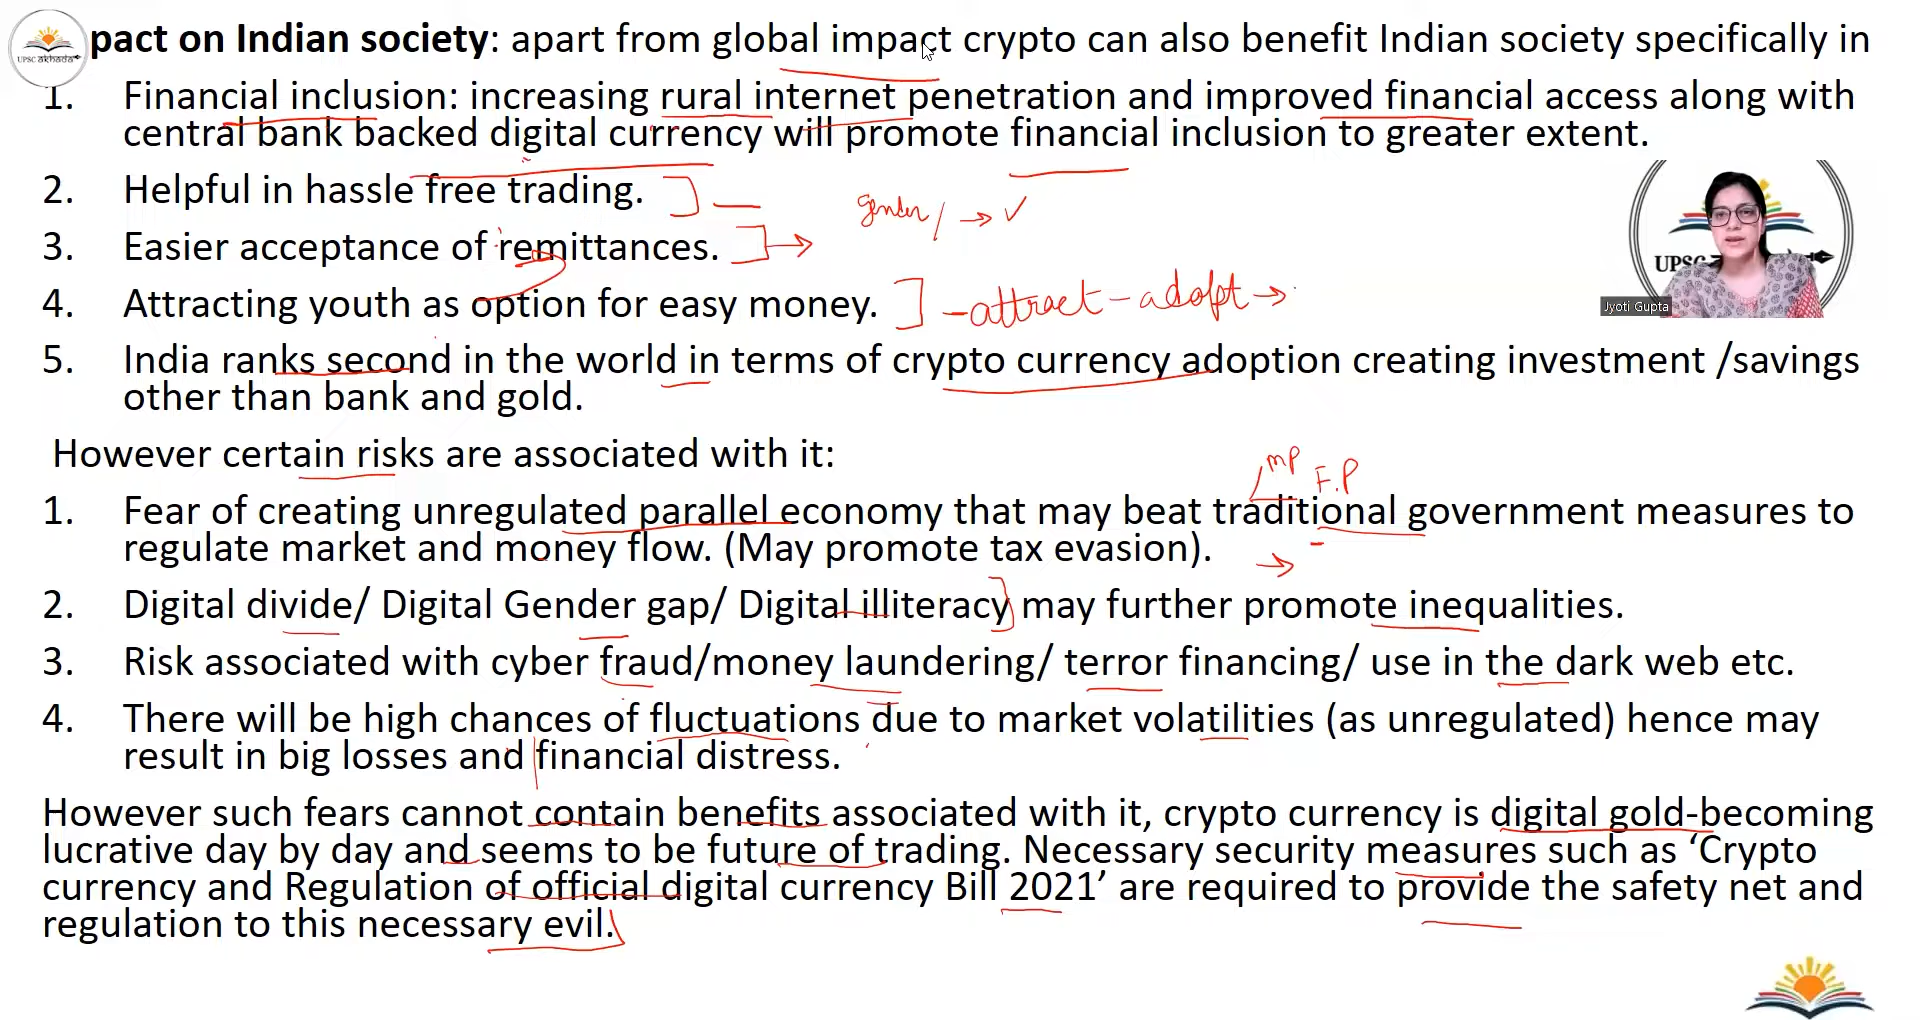 UPSC akhada
pact on Indian society: apart from global impact crypto can also benefit Indian society specifically in
1. Financial inclusion: increasing rural internet penetration and improved financial access along with
central bank backed digital currency will promote financial inclusion to greater extent.
2. Helpful in hassle free trading.
gender/ → ✓
3. Easier acceptance of remittances.
UPSC
4. Attracting youth as option for easy money.
- attract - adopt →
Jyoti Gupta
5. India ranks second in the world in terms of crypto currency adoption creating investment /savings
other than bank and gold.
However certain risks are associated with it:
MP F.P
1. Fear of creating unregulated parallel economy that may beat traditional government measures to
regulate market and money flow. (May promote tax evasion).
2. Digital divide/ Digital Gender gap/ Digital illiteracy may further promote inequalities.
3. Risk associated with cyber fraud/money laundering/ terror financing/ use in the dark web etc.
4. There will be high chances of fluctuations due to market volatilities (as unregulated) hence may
result in big losses and financial distress.
However such fears cannot contain benefits associated with it, crypto currency is digital gold-becoming
lucrative day by day and seems to be future of trading. Necessary security measures such as ‘Crypto
currency and Regulation of official digital currency Bill 2021’ are required to provide the safety net and
regulation to this necessary evil.